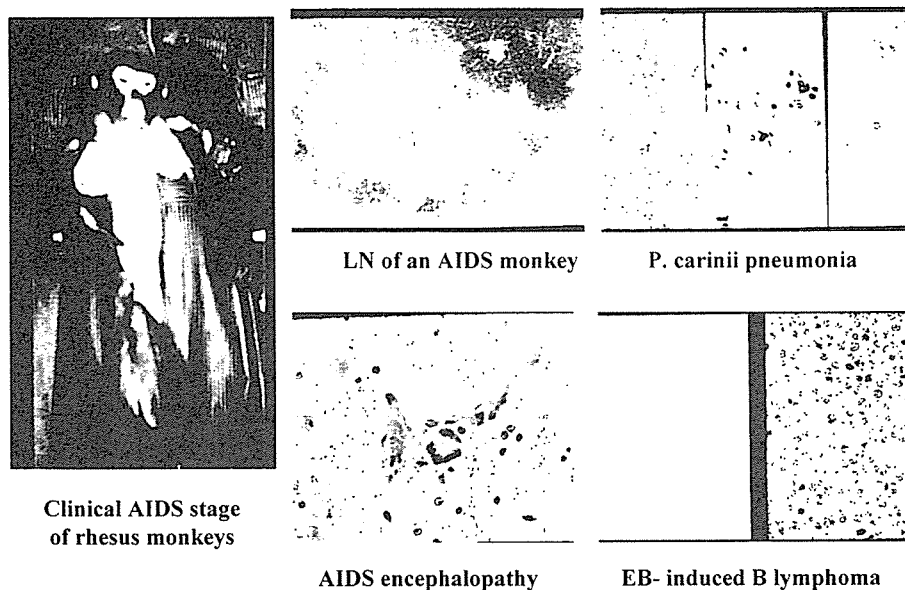 LN of an AIDS monkey
P. carinii pneumonia
Clinical AIDS stage
of rhesus monkeys
AIDS encephalopathy
EB- induced B lymphoma